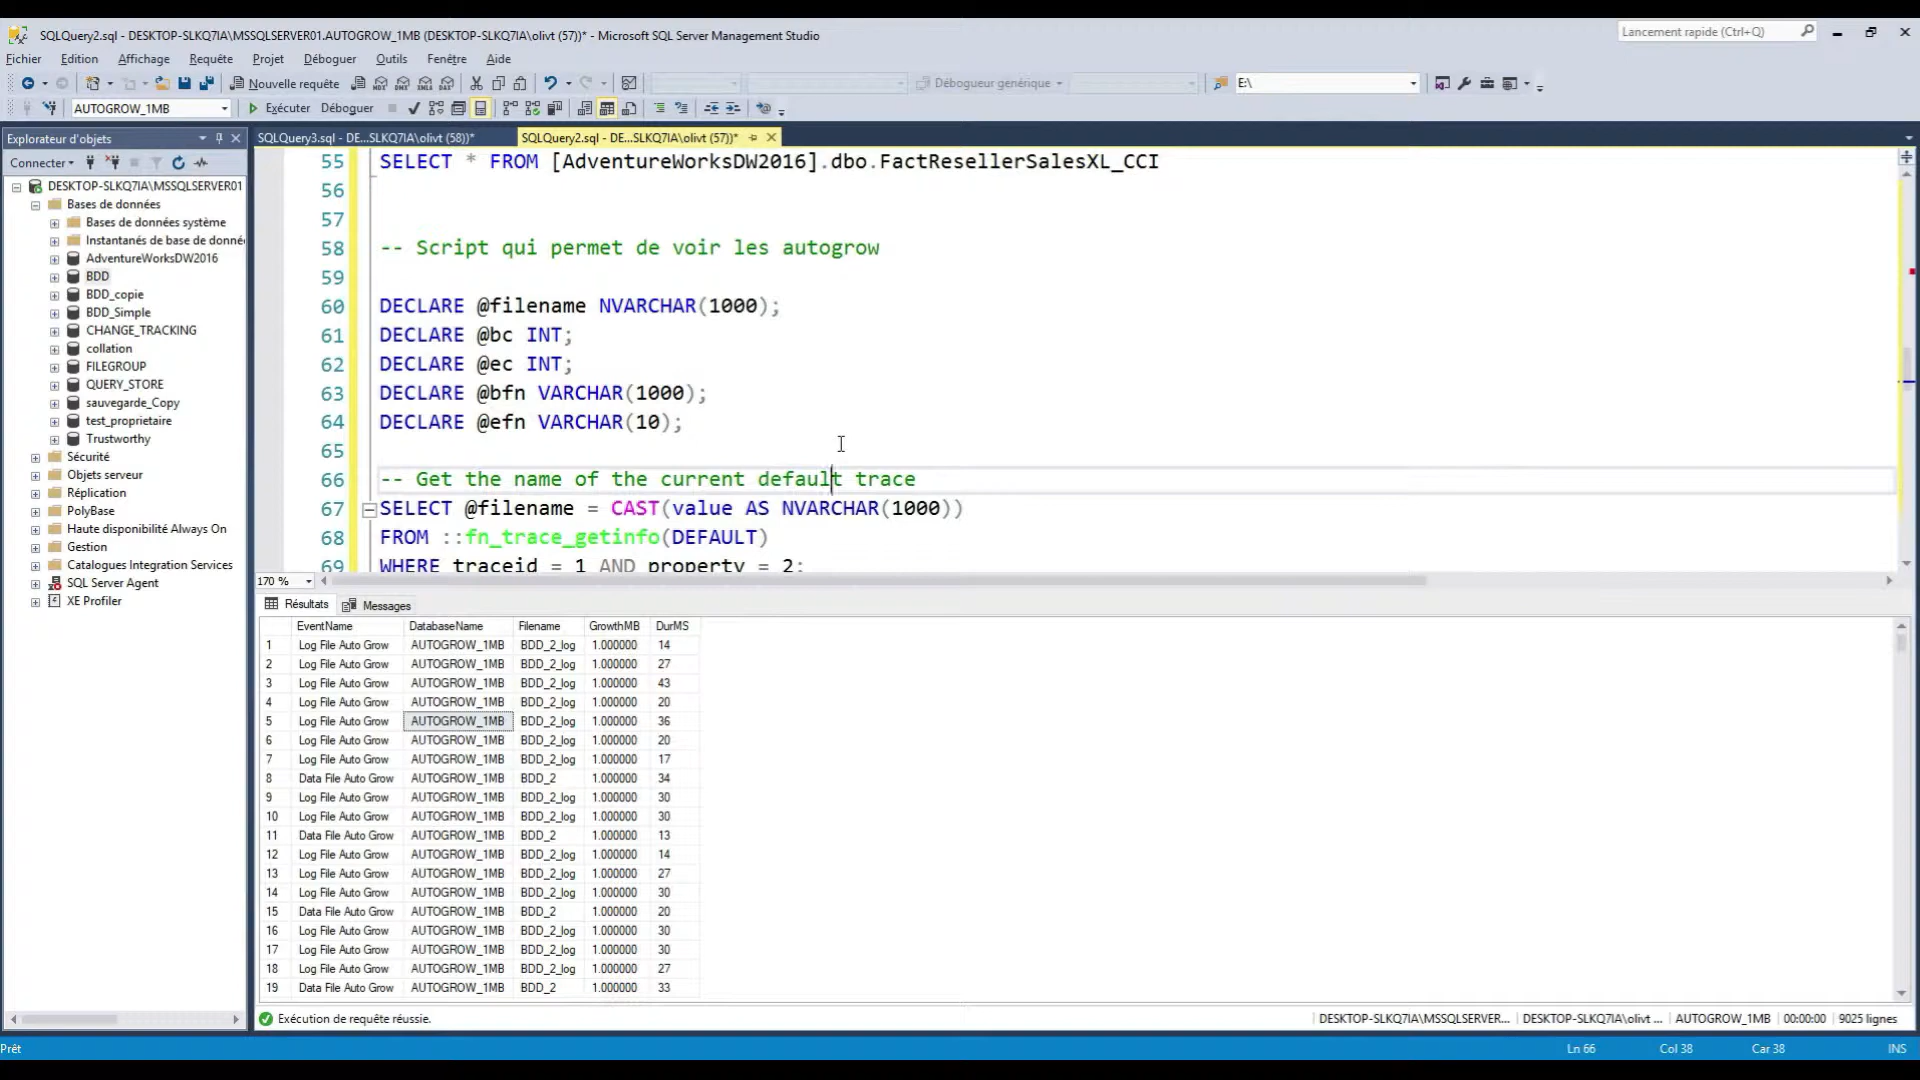 SQLQuery2.sql - DESKTOP-SLKQ7IA\MSSQLSERVER01.AUTOGROW_1MB (DESKTOP-SLKQ7IA\olivt (57))* - Microsoft SQL Server Management Studio
Lancement rapide (Ctrl+Q)
Fichier Edition Affichage Requête Projet Déboguer Outils Fenêtre Aide
Nouvelle requête
Débogueur générique
E:\
AUTOGROW_1MB
Exécuter Déboguer
Explorateur d'objets
SQLQuery3.sql - DE...SLKQ7IA\olivt (58))*
SQLQuery2.sql - DE...SLKQ7IA\olivt (57))*
Connecter
DESKTOP-SLKQ7IA\MSSQLSERVER01
Bases de données
Bases de données système
Instantanés de base de donné
AdventureWorksDW2016
BDD
BDD_copie
BDD_Simple
CHANGE_TRACKING
collation
FILEGROUP
QUERY_STORE
sauvegarde_Copy
test_proprietaire
Trustworthy
Sécurité
Objets serveur
Réplication
PolyBase
Haute disponibilité Always On
Gestion
Catalogues Integration Services
SQL Server Agent
XE Profiler
55 SELECT * FROM [AdventureWorksDW2016].dbo.FactResellerSalesXL_CCI
56
57
58 -- Script qui permet de voir les autogrow
59
60 DECLARE @filename NVARCHAR(1000);
61 DECLARE @bc INT;
62 DECLARE @ec INT;
63 DECLARE @bfn VARCHAR(1000);
64 DECLARE @efn VARCHAR(10);
65
66 -- Get the name of the current default trace
67 SELECT @filename = CAST(value AS NVARCHAR(1000))
68 FROM ::fn_trace_getinfo(DEFAULT)
69 WHERE traceid = 1 AND property = 2;
170 %
Résultats Messages
EventName DatabaseName Filename GrowthMB DurMS
1 Log File Auto Grow AUTOGROW_1MB BDD_2_log 1.000000 14
2 Log File Auto Grow AUTOGROW_1MB BDD_2_log 1.000000 27
3 Log File Auto Grow AUTOGROW_1MB BDD_2_log 1.000000 43
4 Log File Auto Grow AUTOGROW_1MB BDD_2_log 1.000000 20
5 Log File Auto Grow AUTOGROW_1MB BDD_2_log 1.000000 36
6 Log File Auto Grow AUTOGROW_1MB BDD_2_log 1.000000 20
7 Log File Auto Grow AUTOGROW_1MB BDD_2_log 1.000000 17
8 Data File Auto Grow AUTOGROW_1MB BDD_2 1.000000 34
9 Log File Auto Grow AUTOGROW_1MB BDD_2_log 1.000000 30
10 Log File Auto Grow AUTOGROW_1MB BDD_2_log 1.000000 30
11 Data File Auto Grow AUTOGROW_1MB BDD_2 1.000000 13
12 Log File Auto Grow AUTOGROW_1MB BDD_2_log 1.000000 14
13 Log File Auto Grow AUTOGROW_1MB BDD_2_log 1.000000 27
14 Log File Auto Grow AUTOGROW_1MB BDD_2_log 1.000000 30
15 Data File Auto Grow AUTOGROW_1MB BDD_2 1.000000 20
16 Log File Auto Grow AUTOGROW_1MB BDD_2_log 1.000000 30
17 Log File Auto Grow AUTOGROW_1MB BDD_2_log 1.000000 30
18 Log File Auto Grow AUTOGROW_1MB BDD_2_log 1.000000 27
19 Data File Auto Grow AUTOGROW_1MB BDD_2 1.000000 33
Exécution de requête réussie.
DESKTOP-SLKQ7IA\MSSQLSERVER... DESKTOP-SLKQ7IA\olivt ... AUTOGROW_1MB 00:00:00 9025 lignes
Prêt Ln 66 Col 38 Car 38 INS